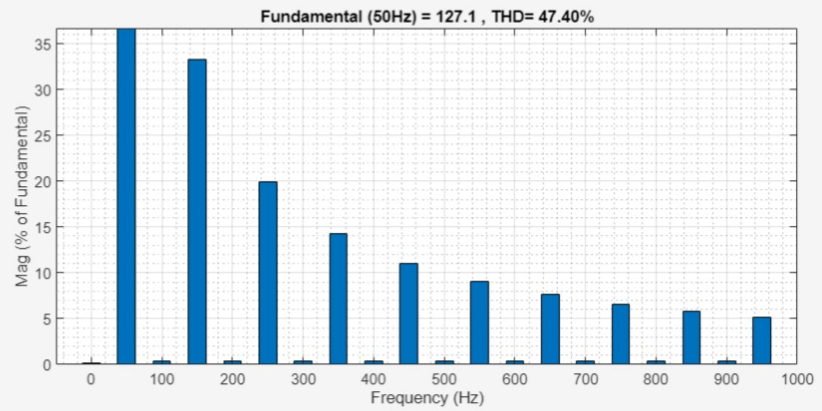 Fundamental (50Hz) = 127.1 , THD= 47.40%
Mag (% of Fundamental)
35
30
25
20
15
10
5
0
0 100 200 300 400 500 600 700 800 900 1000
Frequency (Hz)